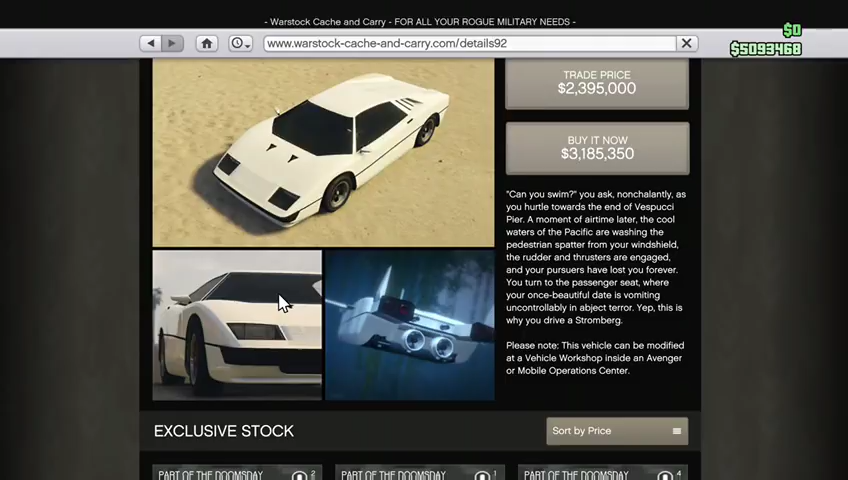 - Warstock Cache and Carry - FOR ALL YOUR ROGUE MILITARY NEEDS -
$0
www.warstock-cache-and-carry.com/details92
$5093468
TRADE PRICE
$2,395,000
BUY IT NOW
$3,185,350
"Can you swim?" you ask, nonchalantly, as
you hurtle towards the end of Vespucci
Pier. A moment of airtime later, the cool
waters of the Pacific are washing the
pedestrian spatter from your windshield,
the rudder and thrusters are engaged,
and your pursuers have lost you forever.
You turn to the passenger seat, where
your once-beautiful date is vomiting
uncontrollably in abject terror. Yep, this is
why you drive a Stromberg.
Please note: This vehicle can be modified
at a Vehicle Workshop inside an Avenger
or Mobile Operations Center.
EXCLUSIVE STOCK
Sort by Price
PART OF THE DOOMSDAY
2
PART OF THE DOOMSDAY
1
PART OF THE DOOMSDAY
4